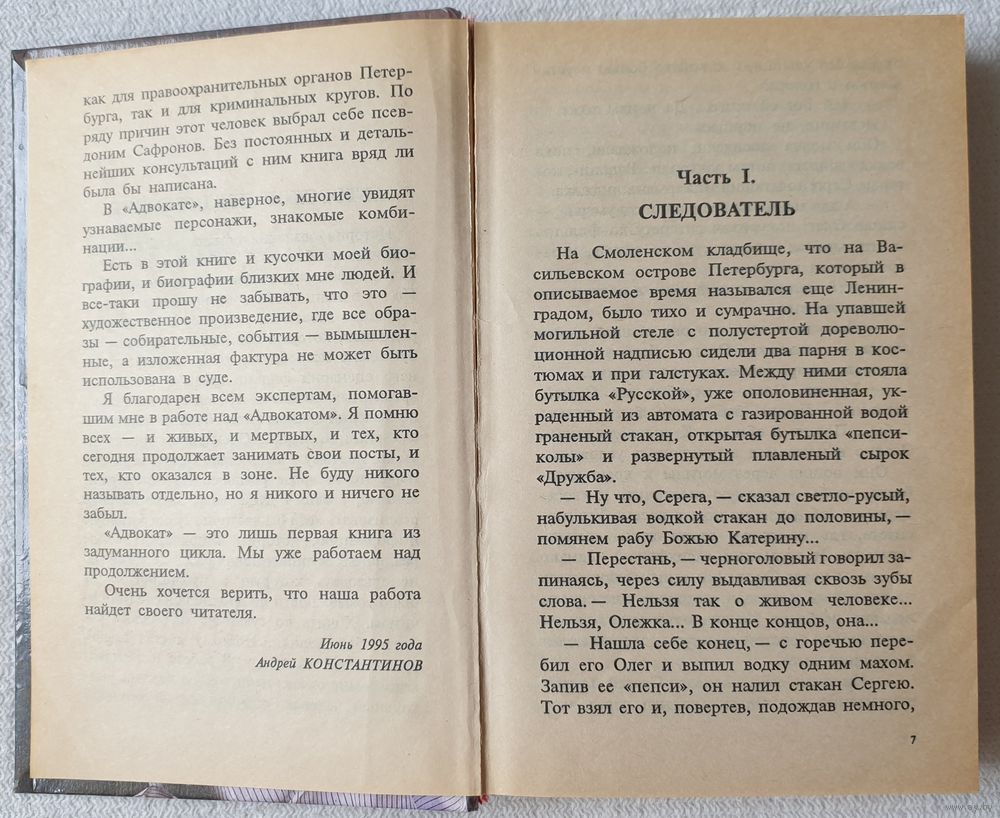 как для правоохранительных органов Петер-
бурга, так и для криминальных кругов. По
ряду причин этот человек выбрал себе псев-
доним Сафронов. Без постоянных и деталь-
нейших консультаций с ним книга вряд ли
была бы написана.
В «Адвокате», наверное, многие увидят
узнаваемые персонажи, знакомые комби-
нации...
Есть в этой книге и кусочки моей био-
графии, и биографии близких мне людей. И
все-таки прошу не забывать, что это —
художественное произведение, где все обра-
зы — собирательные, события — вымышлен-
ные, а изложенная фактура не может быть
использована в суде.
Я благодарен всем экспертам, помогав-
шим мне в работе над «Адвокатом». Я помню
всех — и живых, и мертвых, и тех, кто
сегодня продолжает занимать свои посты, и
тех, кто оказался в зоне. Не буду никого
называть отдельно, но я никого и ничего не
забыл.
«Адвокат» — это лишь первая книга из
задуманного цикла. Мы уже работаем над
продолжением.
Очень хочется верить, что наша работа
найдет своего читателя.
Июнь 1995 года
Андрей КОНСТАНТИНОВ
Часть I.
СЛЕДОВАТЕЛЬ
На Смоленском кладбище, что на Ва-
сильевском острове Петербурга, который в
описываемое время назывался еще Ленин-
градом, было тихо и сумрачно. На упавшей
могильной стеле с полустертой дореволю-
ционной надписью сидели два парня в кос-
тюмах и при галстуках. Между ними стояла
бутылка «Русской», уже ополовиненная, ук-
раденный из автомата с газированной водой
граненый стакан, открытая бутылка «пепси-
колы» и развернутый плавленый сырок
«Дружба».
— Ну что, Серега, — сказал светло-русый,
набулькивая водкой стакан до половины, —
помянем рабу Божью Катерину...
— Перестань, — черноголовый говорил за-
пинаясь, через силу выдавливая сквозь зубы
слова. — Нельзя так о живом человеке...
Нельзя, Олежка... В конце концов, она...
— Нашла себе конец, — с горечью пере-
бил его Олег и выпил водку одним махом.
Запив ее «пепси», он налил стакан Сергею.
Тот взял его и, повертев, подождав немного,
7